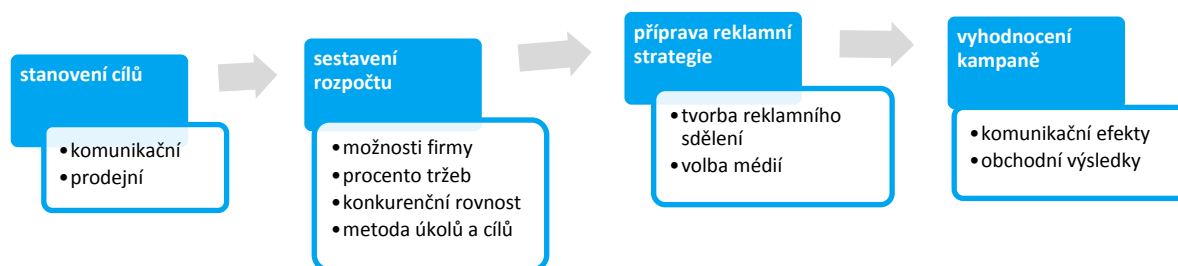 stanovení cílů
• komunikační
• prodejní
sestavení
rozpočtu
• možnosti firmy
• procento tržeb
• konkurenční rovnost
• metoda úkolů a cílů
příprava reklamní
strategie
• tvorba reklamního
sdělení
• volba médií
vyhodnocení
kampaně
• komunikační efekty
• obchodní výsledky